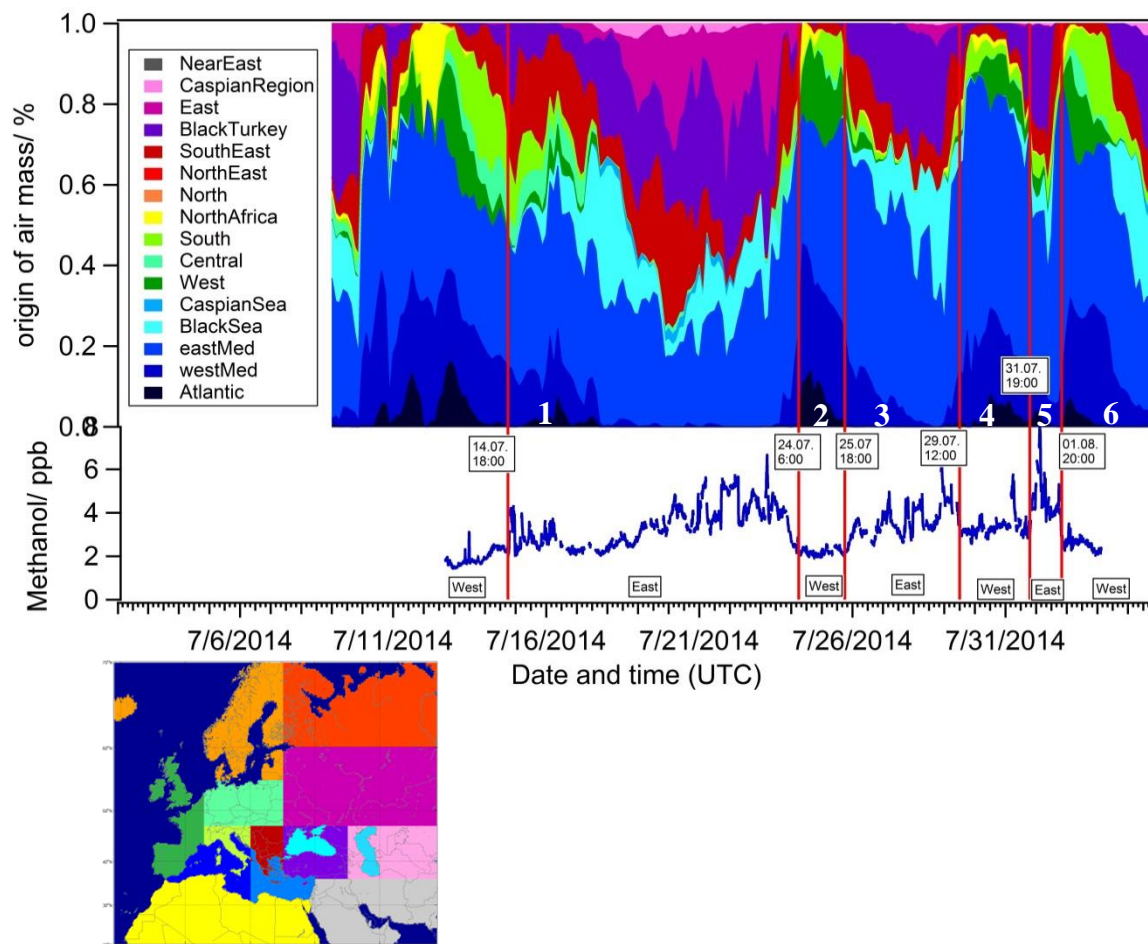 1.0
0.8
0.6
0.4
0.2
0.0
origin of air mass/ %
NearEast
CaspianRegion
East
BlackTurkey
SouthEast
NorthEast
North
NorthAfrica
South
Central
West
CaspianSea
BlackSea
eastMed
westMed
Atlantic
1
2
3
4
5
6
31.07.
19:00
14.07.
18:00
24.07.
6:00
25.07
18:00
29.07.
12:00
01.08.
20:00
8
6
4
2
0
Methanol/ ppb
West
East
West
East
West
East
West
7/6/2014
7/11/2014
7/16/2014
7/21/2014
7/26/2014
7/31/2014
Date and time (UTC)